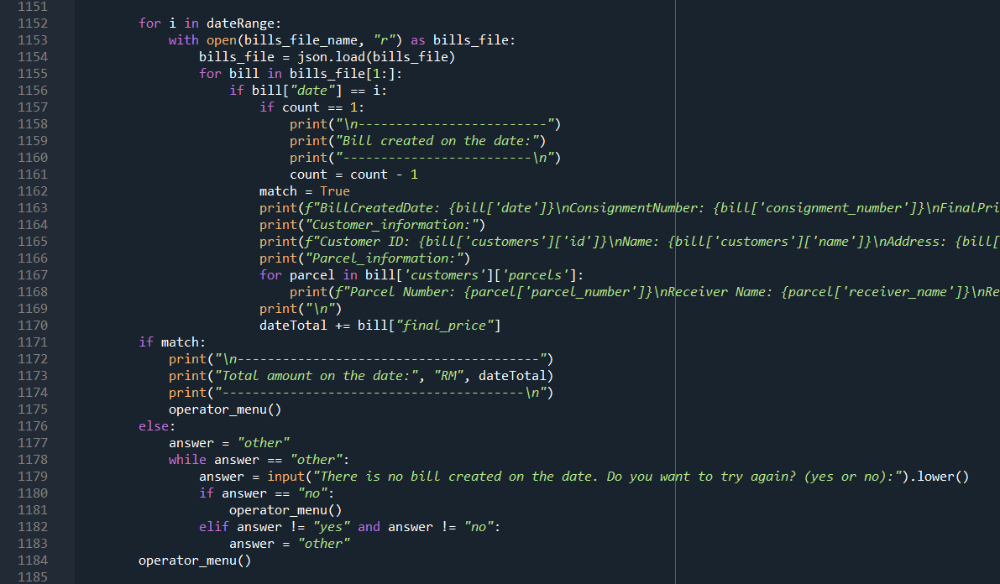 1151
1152 for i in dateRange:
1153 with open(bills_file_name, "r") as bills_file:
1154 bills_file = json.load(bills_file)
1155 for bill in bills_file[1:]:
1156 if bill["date"] == i:
1157 if count == 1:
1158 print("\n-------------------------")
1159 print("Bill created on the date:")
1160 print("-------------------------\n")
1161 count = count - 1
1162 match = True
1163 print(f"BillCreatedDate: {bill['date']}\nConsignmentNumber: {bill['consignment_number']}\nFinalPri
1164 print("Customer_information:")
1165 print(f"Customer ID: {bill['customers']['id']}\nName: {bill['customers']['name']}\nAddress: {bill[
1166 print("Parcel_information:")
1167 for parcel in bill['customers']['parcels']:
1168 print(f"Parcel Number: {parcel['parcel_number']}\nReceiver Name: {parcel['receiver_name']}\nRe
1169 print("\n")
1170 dateTotal += bill["final_price"]
1171 if match:
1172 print("\n----------------------------------------")
1173 print("Total amount on the date:", "RM", dateTotal)
1174 print("----------------------------------------\n")
1175 operator_menu()
1176 else:
1177 answer = "other"
1178 while answer == "other":
1179 answer = input("There is no bill created on the date. Do you want to try again? (yes or no):").lower()
1180 if answer == "no":
1181 operator_menu()
1182 elif answer != "yes" and answer != "no":
1183 answer = "other"
1184 operator_menu()
1185